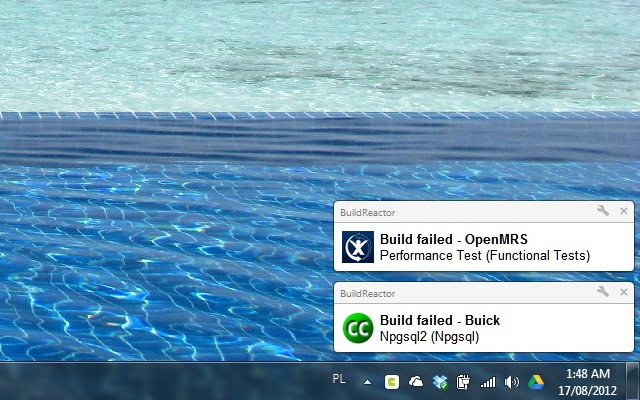 BuildReactor
Build failed - OpenMRS
Performance Test (Functional Tests)
BuildReactor
CC
Build failed - Buick
Npgsql2 (Npgsql)
PL
1:48 AM
17/08/2012